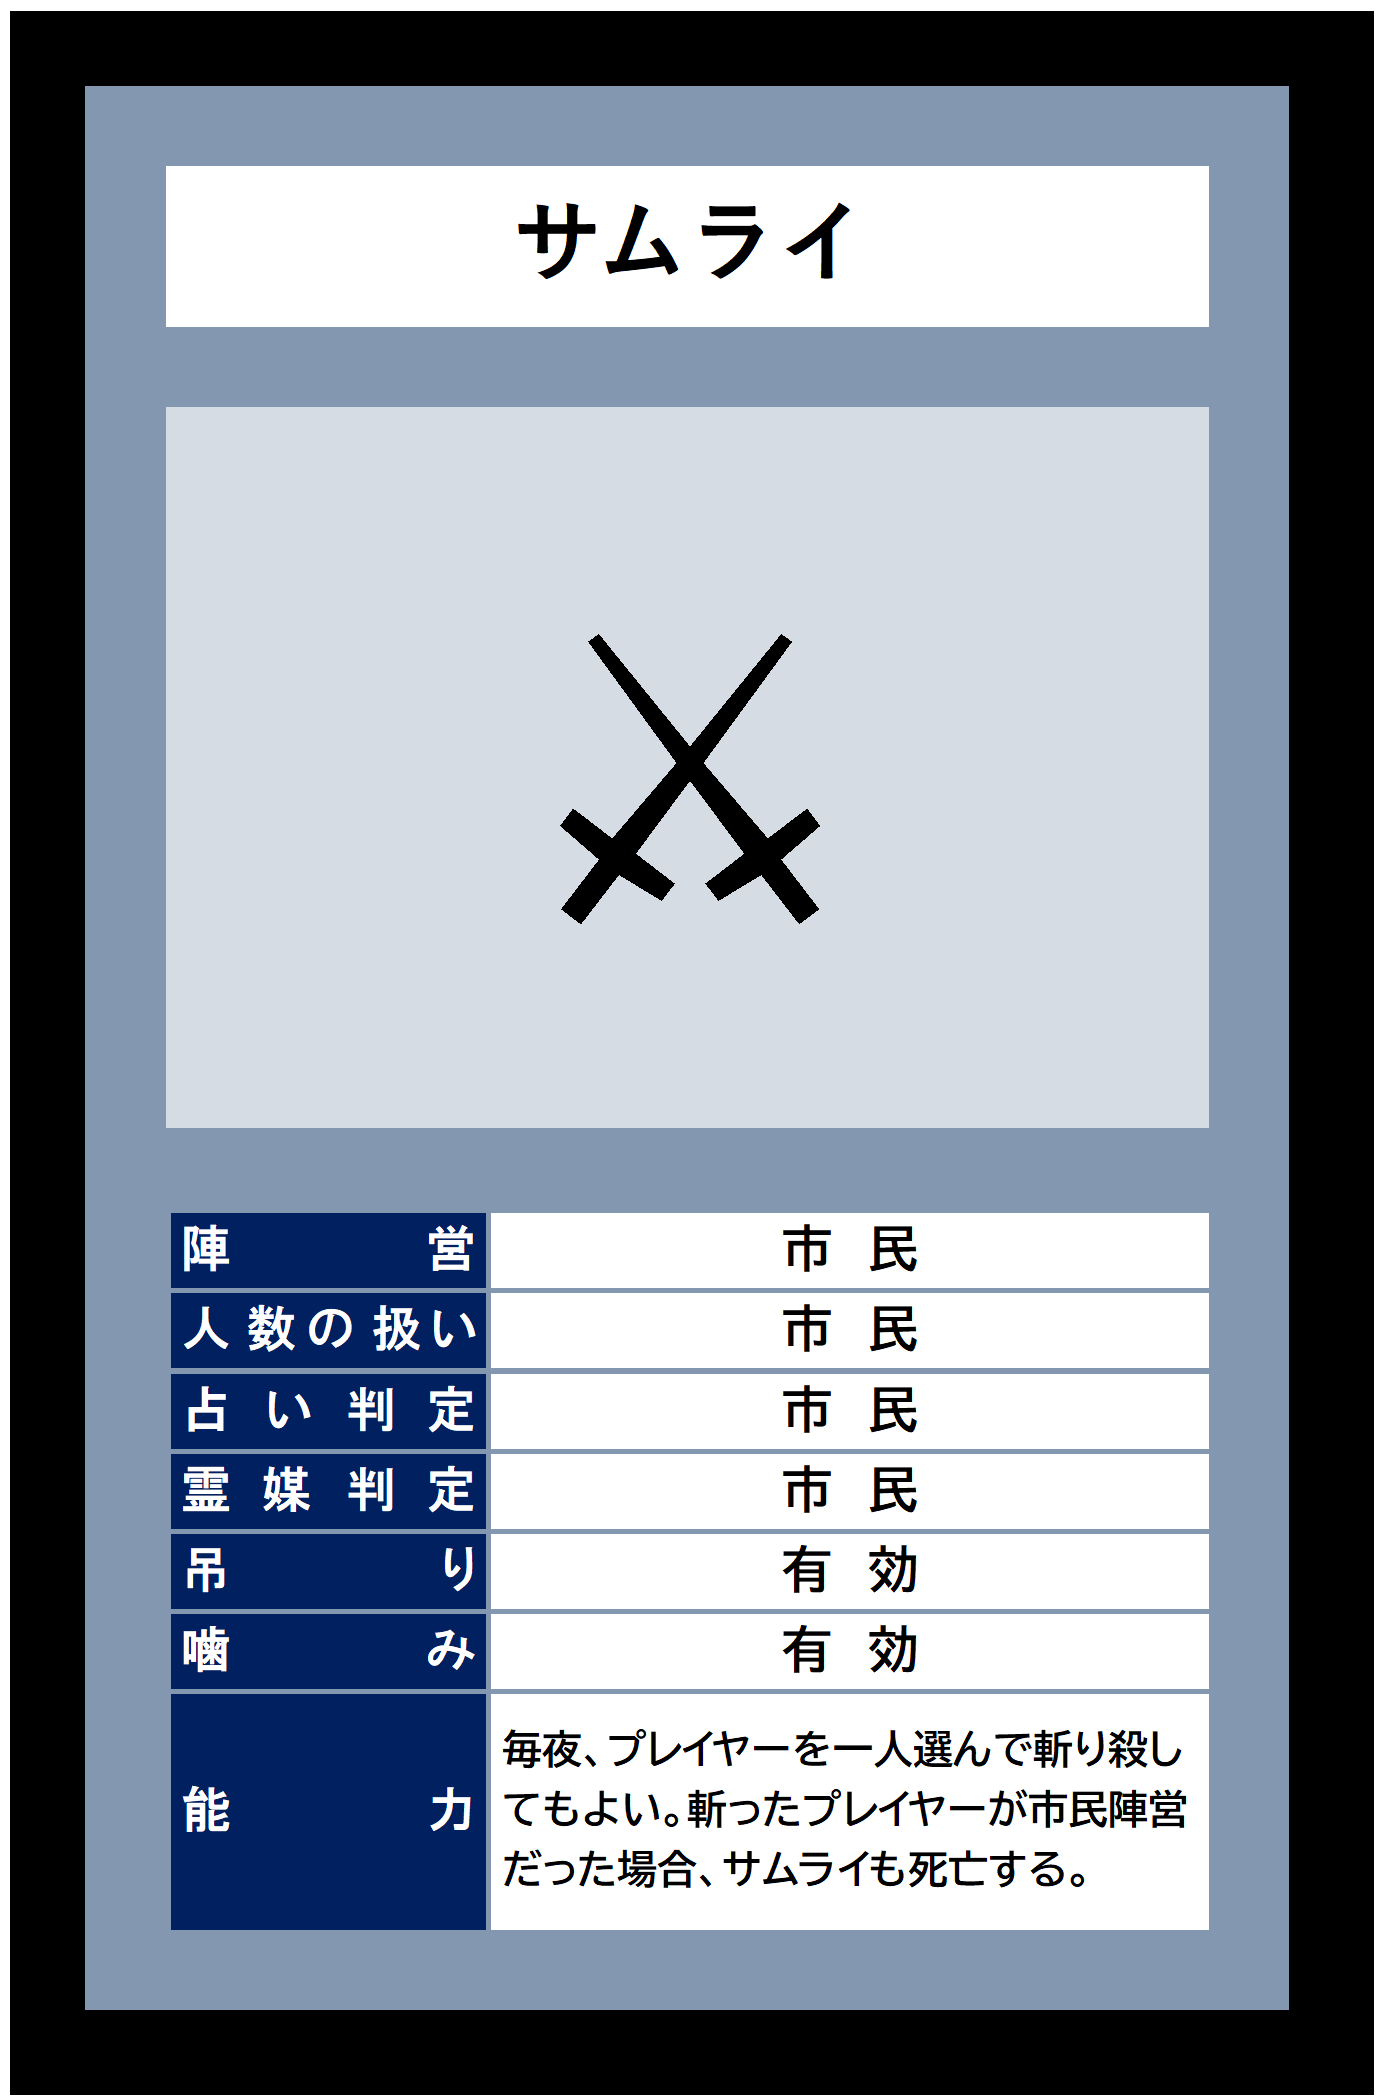 サムライ
陣営 市民
人数の扱い 市民
占い判定 市民
霊媒判定 市民
吊り 有効
噛み 有効
能力
毎夜、プレイヤーを一人選んで斬り殺し
てもよい。斬ったプレイヤーが市民陣営
だった場合、サムライも死亡する。